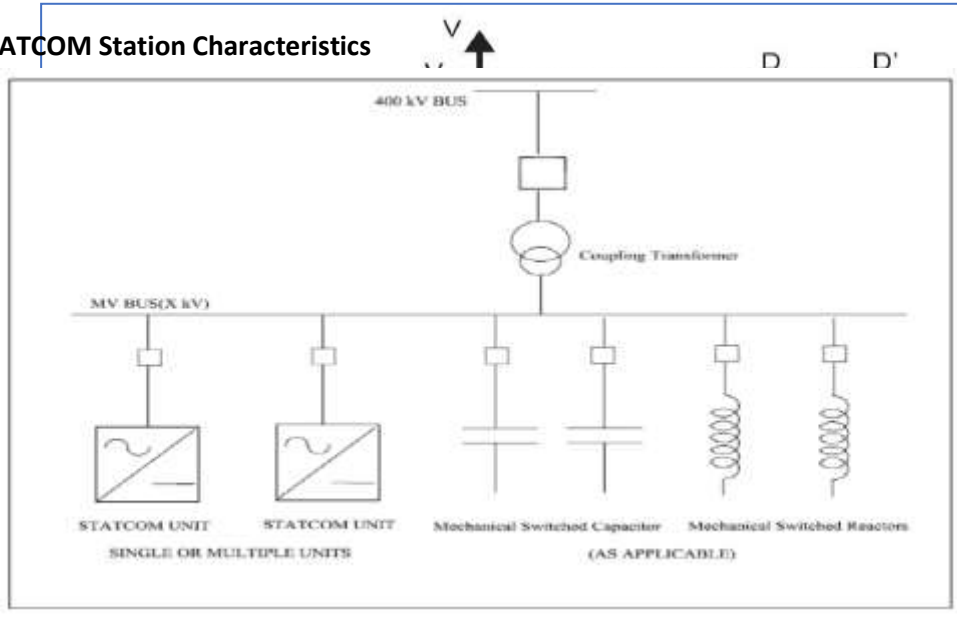 ATCOM Station Characteristics
V
D D'
400 kV BUS
Coupling Transformer
MV BUS(X kV)
STATCOM UNIT STATCOM UNIT Mechanical Switched Capacitor Mechanical Switched Reactors
SINGLE OR MULTIPLE UNITS (AS APPLICABLE)